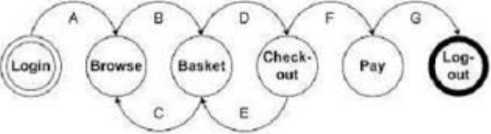 A B D F G
Login Browse Basket Check-
out Pay Log-
out
C E